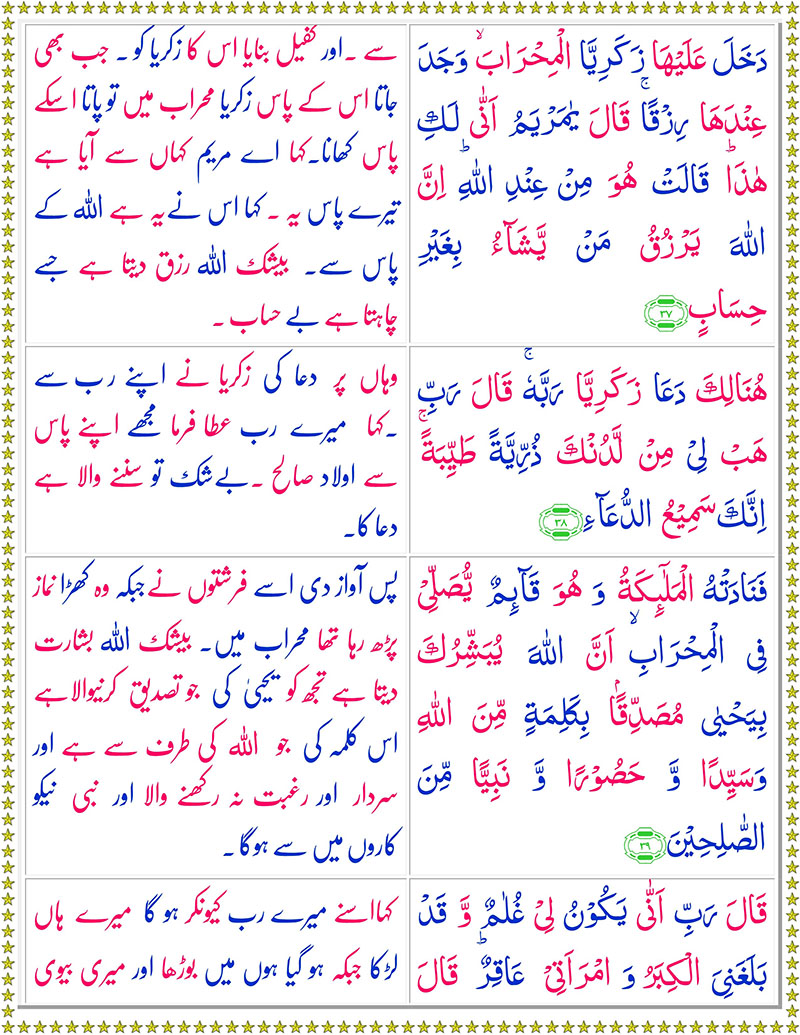 دَخَلَ عَلَيْهَا زَكَرِيَّا الْمِحْرَابَ ۙ وَجَدَ
عِنْدَهَا رِزْقًا ۚ قَالَ يٰمَرْيَمُ اَنّٰى لَـكِ
هٰذَا ؕ قَالَتْ هُوَ مِنْ عِنْدِ اللّٰهِ ؕ اِنَّ
اللّٰهَ يَرْزُقُ مَنْ يَّشَآءُ بِغَيْرِ
حِسَابٍ ۳۷
سے ۔اور کفیل بنایا اس کا زکریا کو۔ جب بھی
جاتا اس کے پاس زکریا محراب میں تو پاتا اسکے
پاس کھانا۔کہا اے مریم کہاں سے آیا ہے
تیرے پاس یہ ۔ کہا اس نے یہ ہے اللہ کے
پاس سے۔ بیشک اللہ رزق دیتا ہے جسے
چاہتا ہے بے حساب ۔
هُنَالِكَ دَعَا زَكَرِيَّا رَبَّهٗ ۚ قَالَ رَبِّ
هَبْ لِىْ مِنْ لَّدُنْكَ ذُرِّيَّةً طَيِّبَةً ۚ
اِنَّكَ سَمِيْعُ الدُّعَآءِ ۳۸
وہاں پر دعا کی زکریا نے اپنے رب سے
۔کہا میرے رب عطا فرما مجھے اپنے پاس
سے اولاد صالح ۔بے شک تو سننے والا ہے
دعا کا۔
فَنَادَتْهُ الْمَلٰٓئِكَةُ وَ هُوَ قَآئِمٌ يُّصَلِّىْ
فِى الْمِحْرَابِ ۙ اَنَّ اللّٰهَ يُبَشِّرُكَ
بِيَحْيٰى مُصَدِّقًۢا بِكَلِمَةٍ مِّنَ اللّٰهِ
وَسَيِّدًا وَّ حَصُوْرًا وَّ نَبِيًّا مِّنَ
الصّٰلِحِيْنَ ۳۹
پس آواز دی اسے فرشتوں نے جبکہ وہ کھڑا نماز
پڑھ رہا تھا محراب میں۔ بیشک اللہ بشارت
دیتا ہے تجھ کو یحییٰ کی جو تصدیق کرنیوالا ہے
اس کلمہ کی جو اللہ کی طرف سے ہے اور
سردار اور رغبت نہ رکھنے والا اور نبی نیکو
کاروں میں سے ہوگا ۔
قَالَ رَبِّ اَنّٰى يَكُوْنُ لِىْ غُلٰمٌ وَّ قَدْ
بَلَغَنِىَ الْكِبَرُ وَ امْرَاَتِىْ عَاقِرٌ ؕ قَالَ
کہااسنے میرے رب کیونکر ہو گا میرے ہاں
لڑکا جبکہ ہو گیا ہوں میں بوڑھا اور میری بیوی